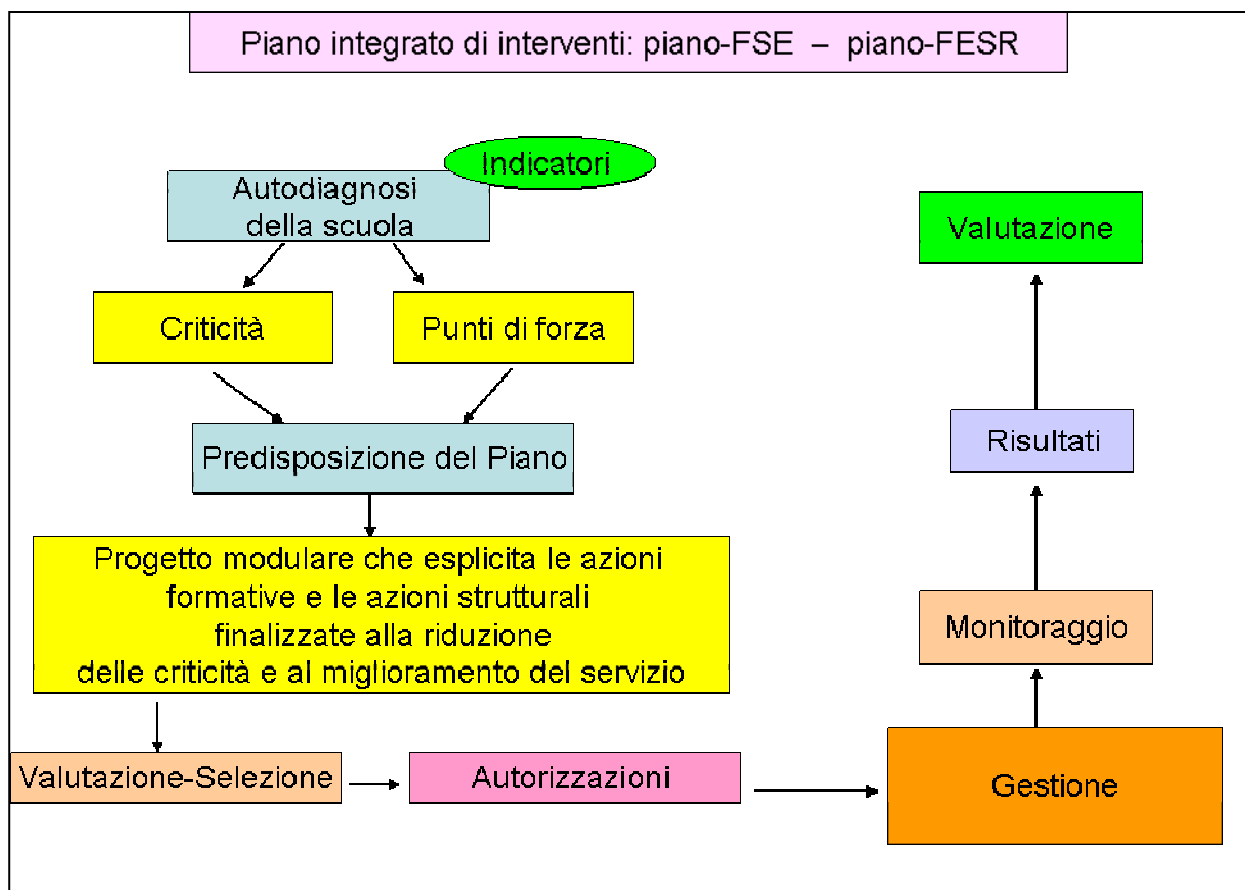 Piano integrato di interventi: piano-FSE – piano-FESR
Indicatori
Autodiagnosi
della scuola
Criticità
Punti di forza
Predisposizione del Piano
Progetto modulare che esplicita le azioni
formative e le azioni strutturali
finalizzate alla riduzione
delle criticità e al miglioramento del servizio
Valutazione-Selezione
Autorizzazioni
Gestione
Monitoraggio
Risultati
Valutazione